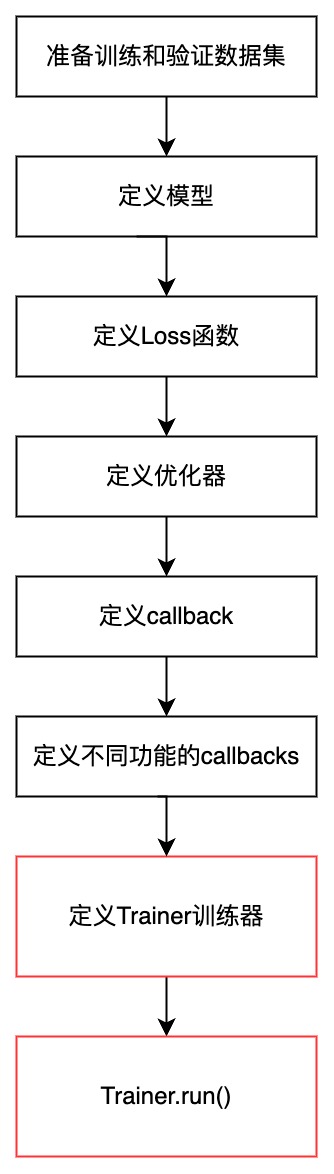 准备训练和验证数据集
定义模型
定义Loss函数
定义优化器
定义callback
定义不同功能的callbacks
定义Trainer训练器
Trainer.run()